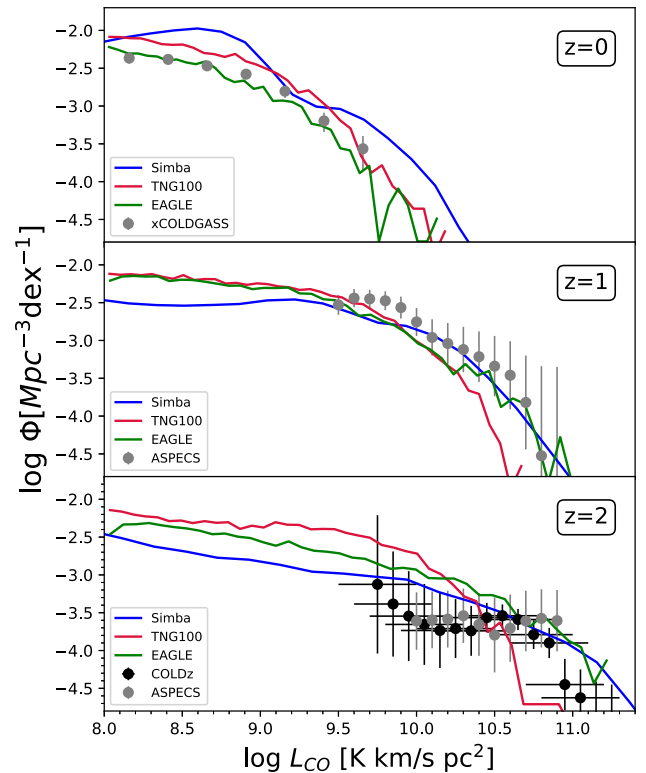 −2.0
−2.5
−3.0
−3.5
−4.0
−4.5
z=0
Simba
TNG100
EAGLE
xCOLDGASS
−2.0
−2.5
−3.0
−3.5
−4.0
−4.5
z=1
Simba
TNG100
EAGLE
ASPECS
log Φ[Mpc⁻³dex⁻¹]
−2.0
−2.5
−3.0
−3.5
−4.0
−4.5
z=2
Simba
TNG100
EAGLE
COLDz
ASPECS
8.0 8.5 9.0 9.5 10.0 10.5 11.0
log L_CO [K km/s pc²]